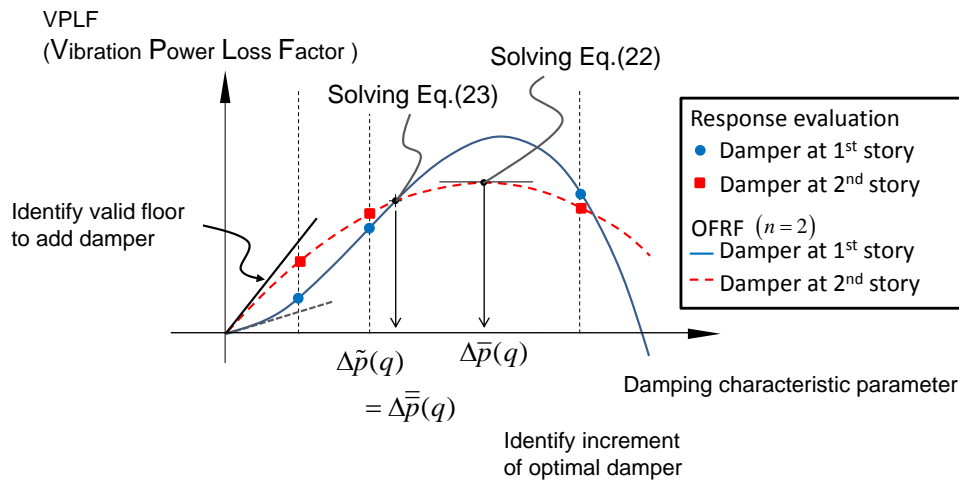 VPLF
(Vibration Power Loss Factor )
Solving Eq.(22)
Solving Eq.(23)
Response evaluation
Damper at 1st story
Damper at 2nd story
OFRF (n = 2)
Damper at 1st story
Damper at 2nd story
Identify valid floor
to add damper
Δp̃(q)
Δp̅(q)
= Δp̿(q)
Damping characteristic parameter
Identify increment
of optimal damper